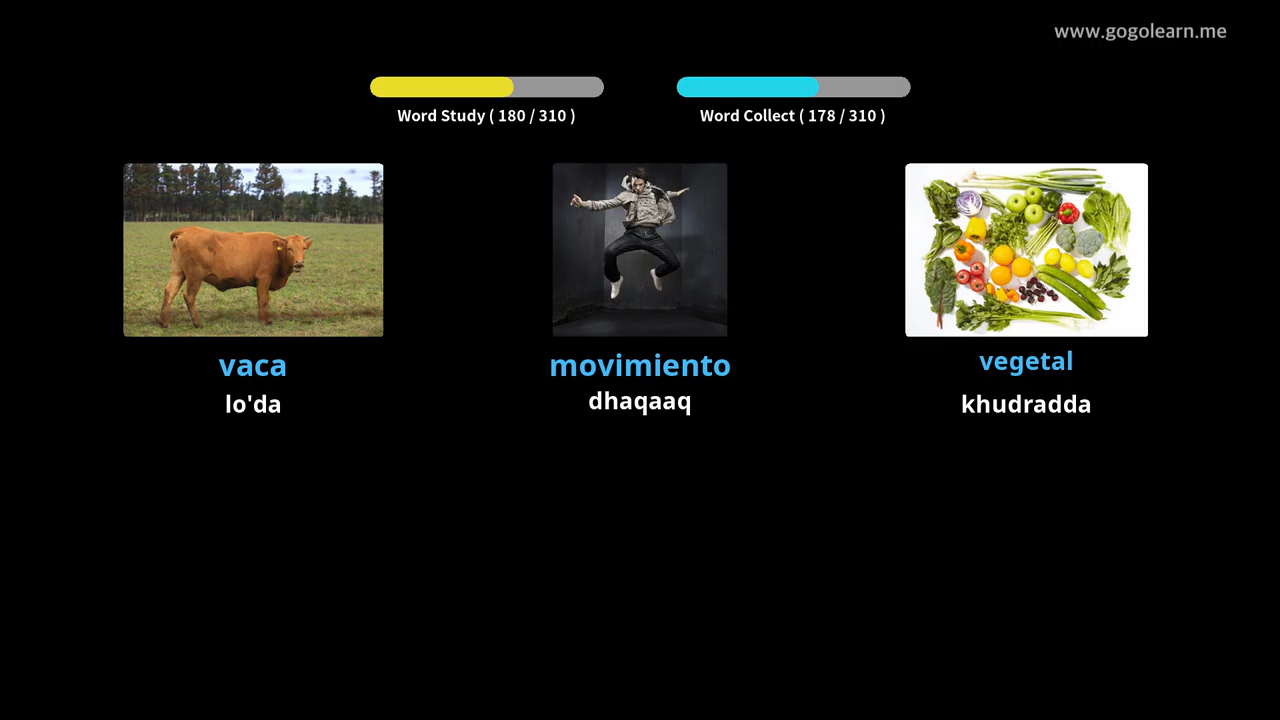 www.gogolearn.me
Word Study ( 180 / 310 )
Word Collect ( 178 / 310 )
vaca
lo'da
movimiento
dhaqaaq
vegetal
khudradda